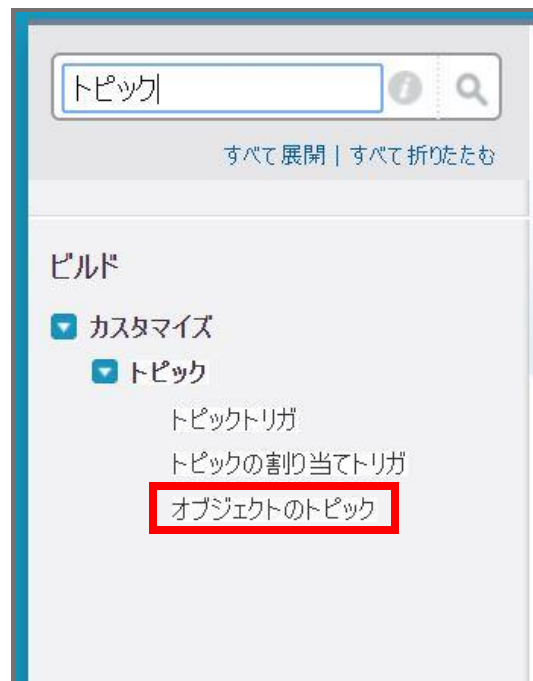 トピック
すべて展開 | すべて折りたたむ
ビルド
カスタマイズ
トピック
トピックトリガ
トピックの割り当てトリガ
オブジェクトのトピック